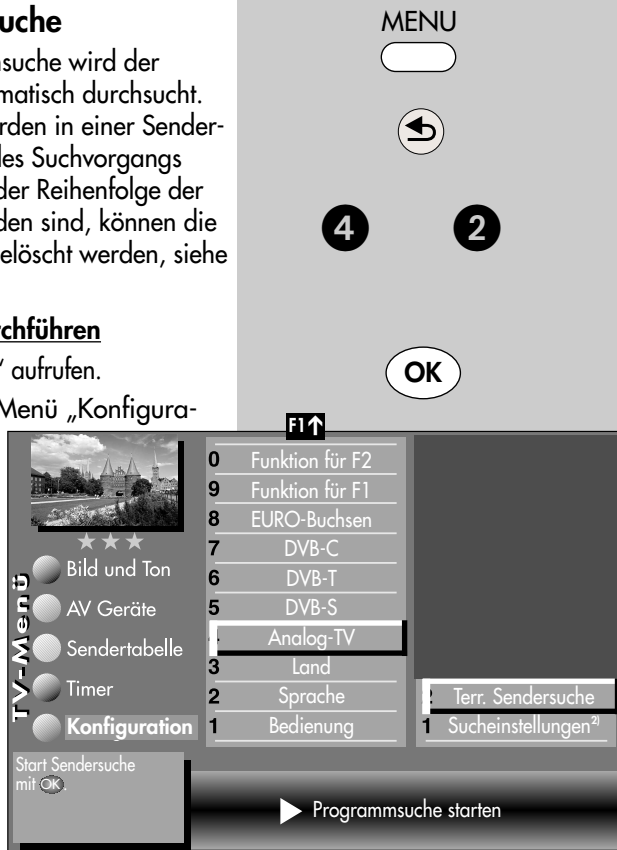 uche
nsuche wird der
matisch durchsucht.
rden in einer Sender-
des Suchvorgangs
der Reihenfolge der
den sind, können die
elöscht werden, siehe
rchführen
“ aufrufen.
Menü „Konfigura-
MENU
4 2
OK
F1↑
0 Funktion für F2
9 Funktion für F1
8 EURO-Buchsen
7 DVB-C
6 DVB-T
5 DVB-S
Analog-TV
3 Land
2 Sprache
1 Bedienung
TV-Menü
Bild und Ton
AV Geräte
Sendertabelle
Timer
Konfiguration
2 Terr. Sendersuche
1 Sucheinstellungen²⁾
Start Sendersuche
mit OK.
Programmsuche starten